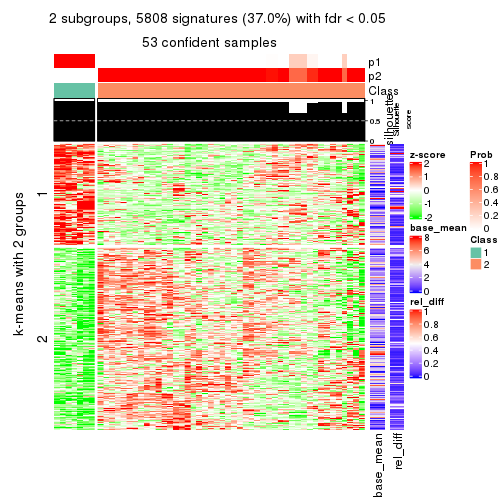 2 subgroups, 5808 signatures (37.0%) with fdr < 0.05
53 confident samples
p1
p2
Class
1
0.5
0
silhouette
Silhouette
score
k-means with 2 groups
1
2
base_mean
rel_diff
z-score
2
1
0
-1
-2
base_mean
8
6
4
2
0
rel_diff
1
0.8
0.6
0.4
0.2
0
Prob
1
0.8
0.6
0.4
0.2
0
Class
1
2